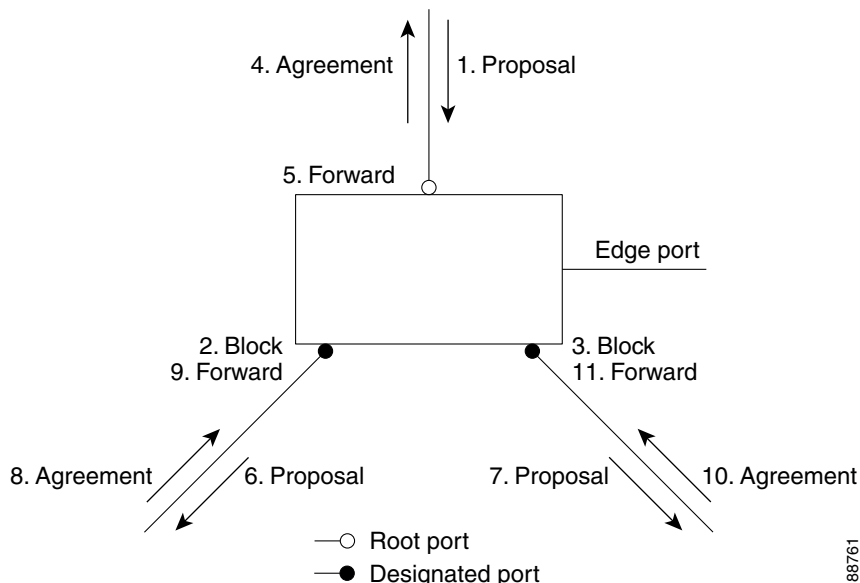 4. Agreement
1. Proposal
5. Forward
Edge port
2. Block
9. Forward
3. Block
11. Forward
8. Agreement
6. Proposal
7. Proposal
10. Agreement
Root port
Designated port
88761